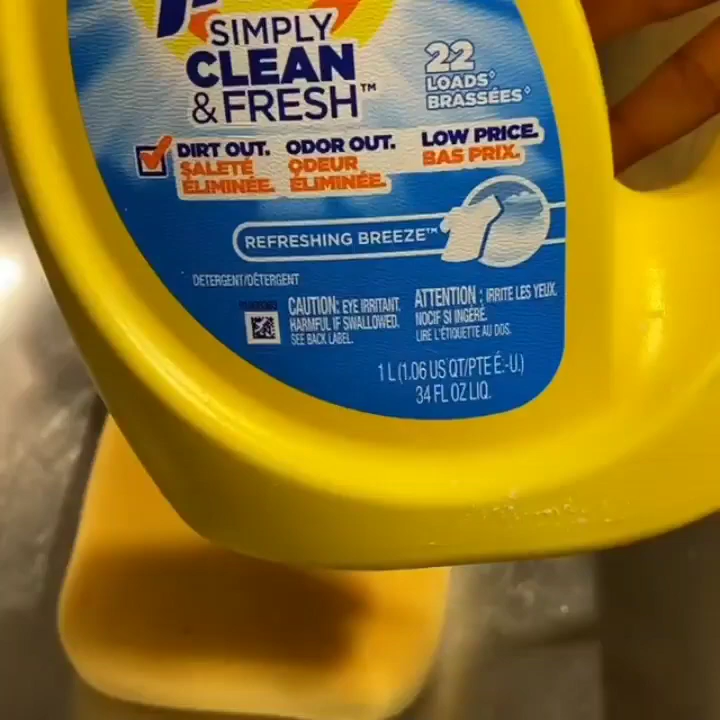 SIMPLY
CLEAN
& FRESH™
22
LOADS◊
BRASSÉES◊
DIRT OUT. ODOR OUT. LOW PRICE.
SALETÉ ODEUR BAS PRIX.
ÉLIMINÉE. ÉLIMINÉE.
REFRESHING BREEZE™
DETERGENT/DÉTERGENT
CAUTION: EYE IRRITANT.
HARMFUL IF SWALLOWED.
SEE BACK LABEL.
ATTENTION : IRRITE LES YEUX.
NOCIF SI INGÉRÉ.
LIRE L'ÉTIQUETTE AU DOS.
1 L (1.06 US QT/PTE É.-U.)
34 FL OZ LIQ.